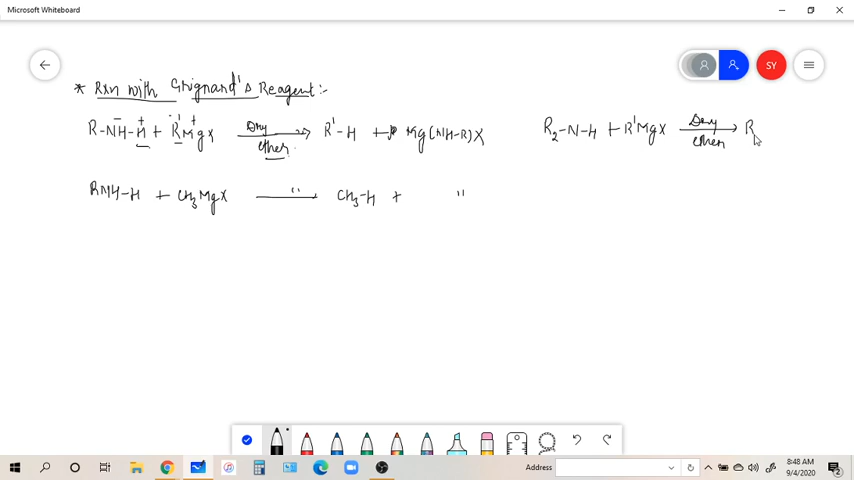 Microsoft Whiteboard
* Rxn with Grignard's Reagent:-
R-NH-H + R'MgX Dry ether → R'-H + Mg(NH-R)X
R2-N-H + R'MgX Dry ether → R
RNH-H + CH3MgX " → CH3-H + "
SY
Address
8:48 AM
9/4/2020
2